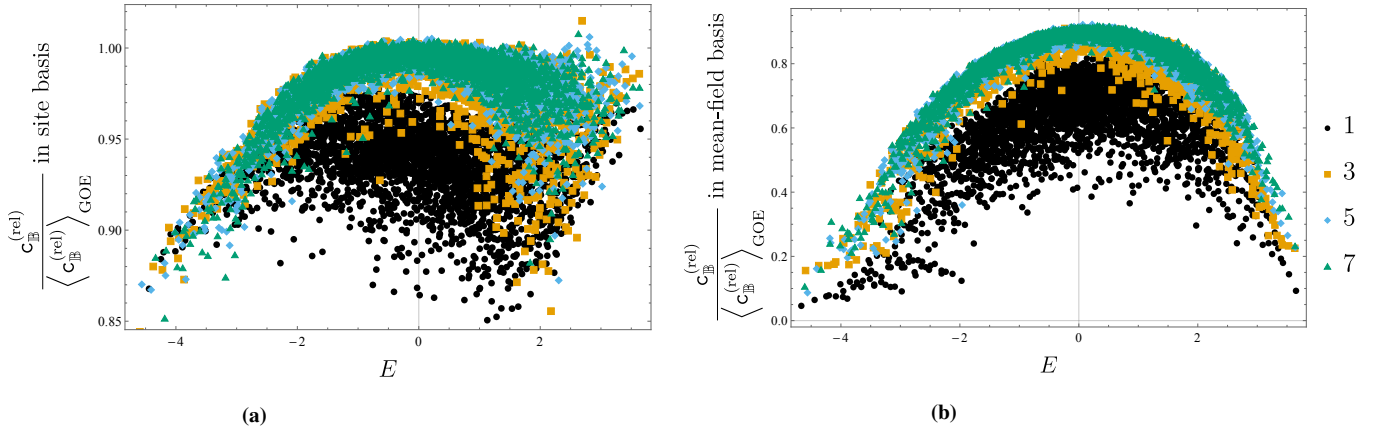 c_𝔹^(rel) / ⟨c_𝔹^(rel)⟩_GOE in site basis
1.00
0.95
0.90
0.85
−4 −2 0 2
E
(a)
c_𝔹^(rel) / ⟨c_𝔹^(rel)⟩_GOE in mean-field basis
0.8
0.6
0.4
0.2
0.0
−4 −2 0 2
E
(b)
1
3
5
7